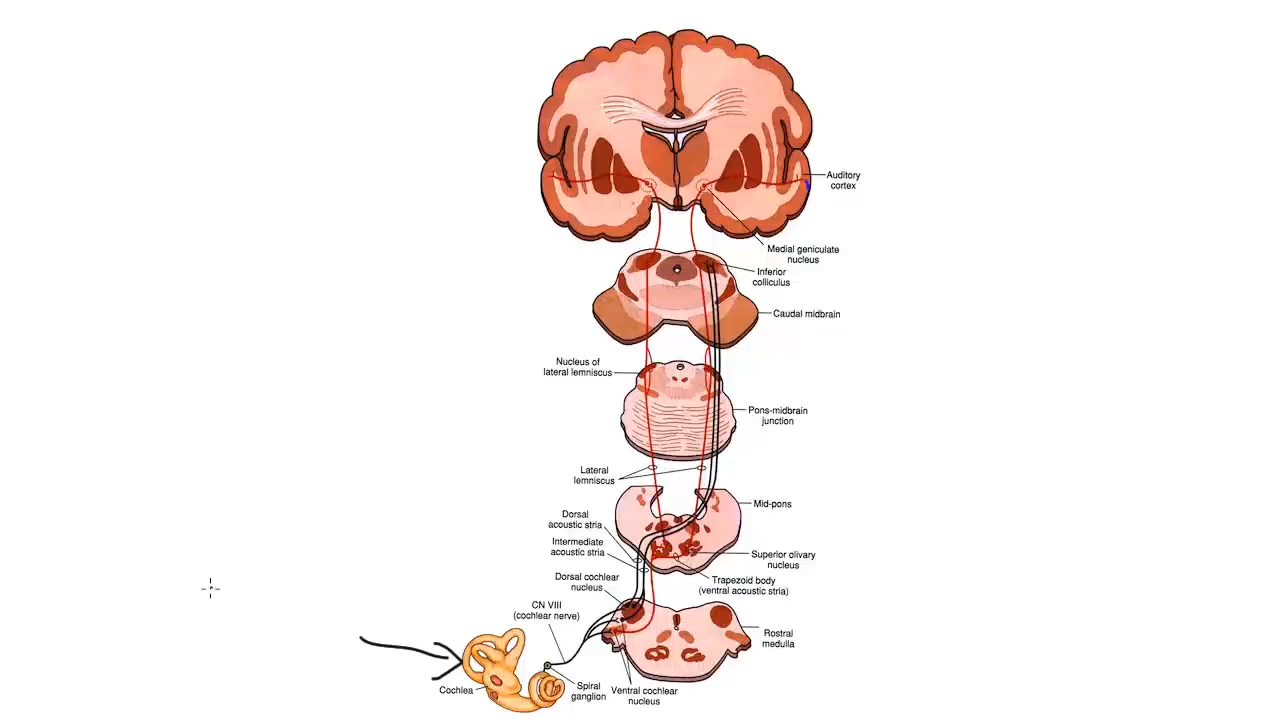 Auditory
cortex
Medial geniculate
nucleus
Inferior
colliculus
Caudal midbrain
Nucleus of
lateral lemniscus
Pons-midbrain
junction
Lateral
lemniscus
Mid-pons
Dorsal
acoustic stria
Intermediate
acoustic stria
Superior olivary
nucleus
Dorsal cochlear
nucleus
Trapezoid body
(ventral acoustic stria)
CN VIII
(cochlear nerve)
Rostral
medulla
Cochlea
Spiral
ganglion
Ventral cochlear
nucleus